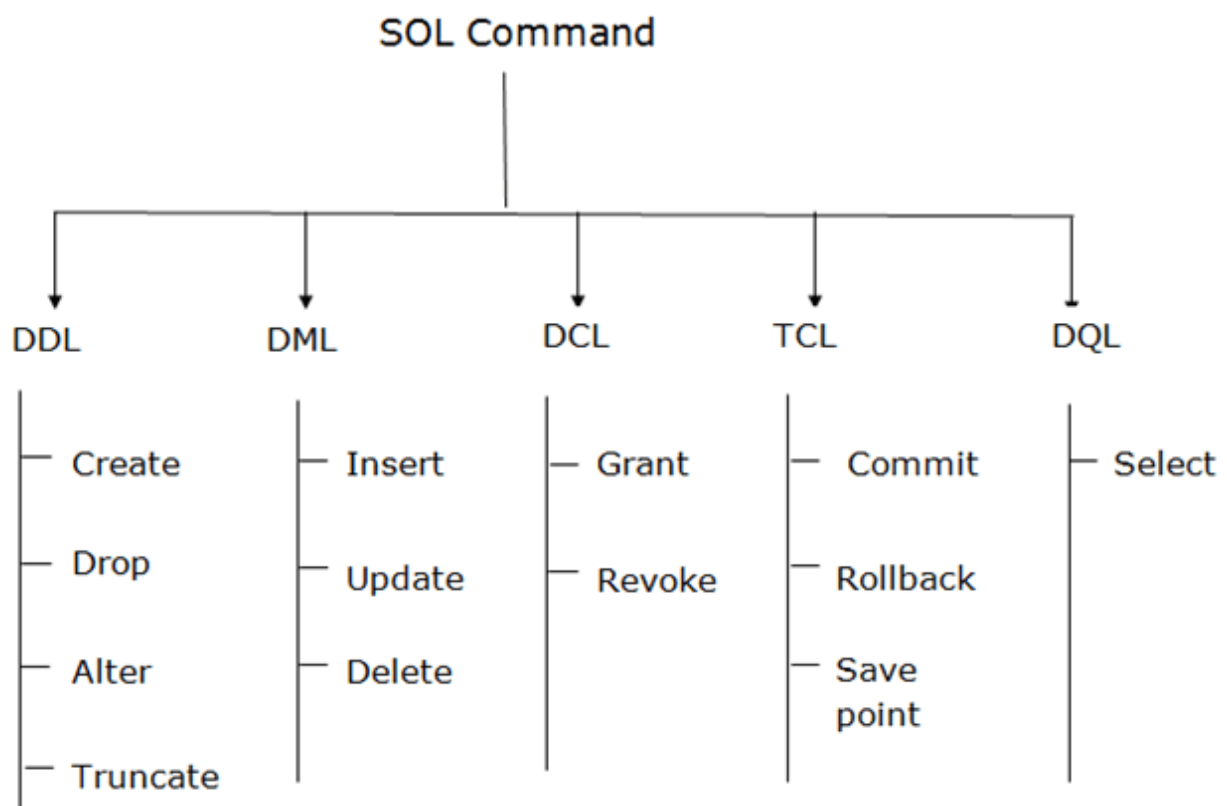 SOL Command
DDL
DML
DCL
TCL
DQL
Create
Drop
Alter
Truncate
Insert
Update
Delete
Grant
Revoke
Commit
Rollback
Save
point
Select